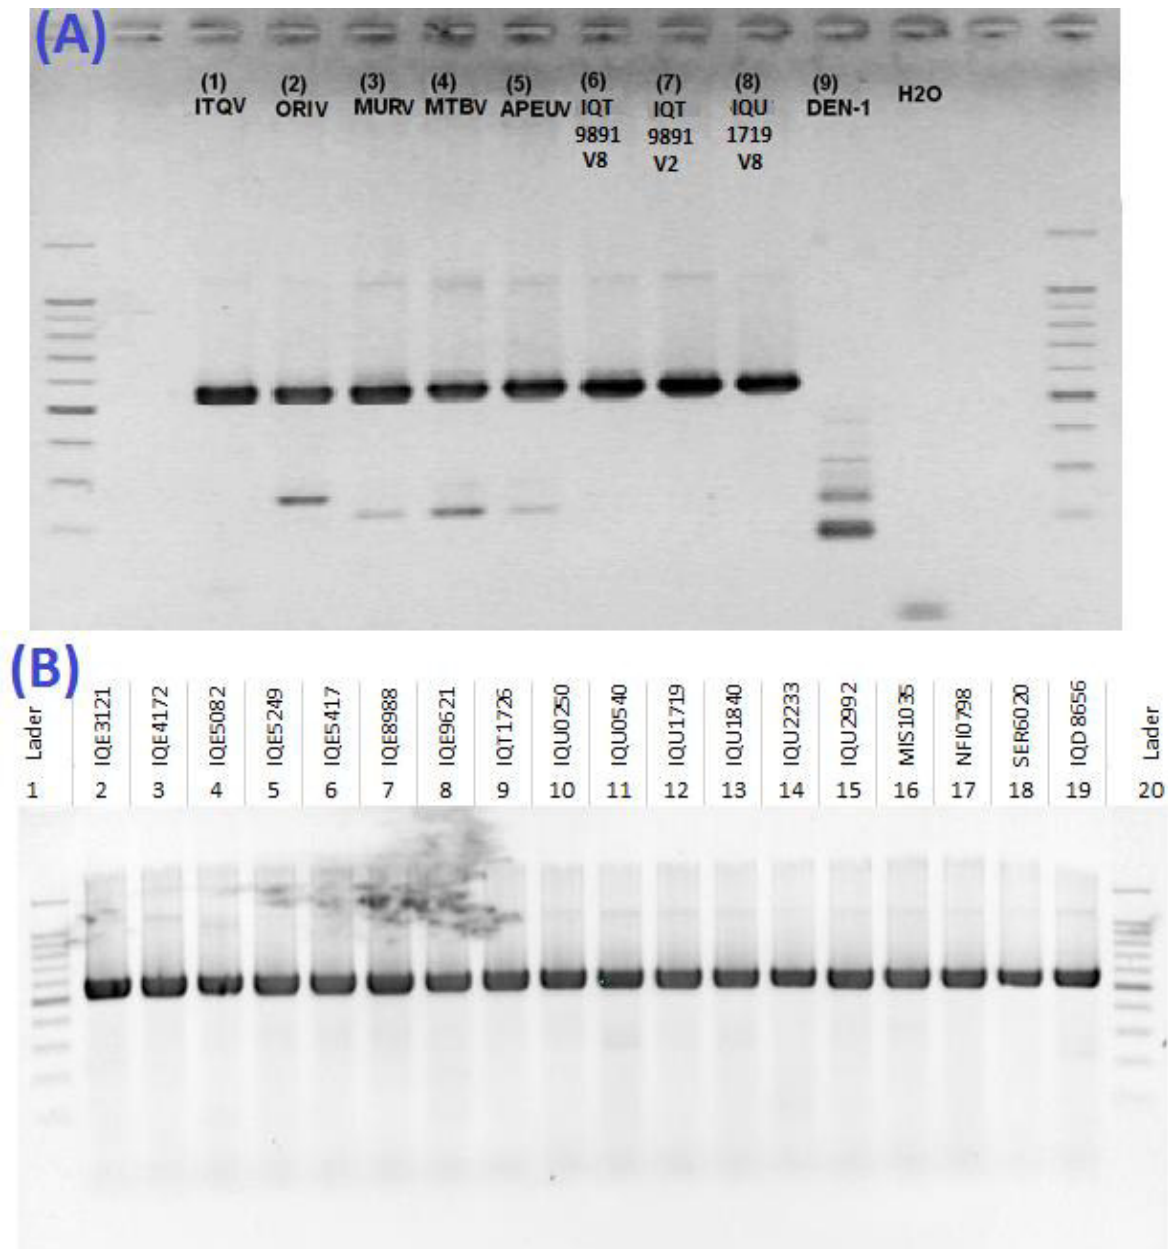 (A)
(1)
ITQV
(2)
ORIV
(3)
MURV
(4)
MTBV
(5)
APEUV
(6)
IQT
9891
V8
(7)
IQT
9891
V2
(8)
IQU
1719
V8
(9)
DEN-1
H2O
(B)
Lader
IQE3121
IQE4172
IQE5082
IQE5249
IQE5417
IQE8988
IQE9621
IQT1726
IQU0250
IQU0540
IQU1719
IQU1840
IQU2233
IQU2992
MIS1035
NFI0798
SER6020
IQD8656
Lader
1 2 3 4 5 6 7 8 9 10 11 12 13 14 15 16 17 18 19 20